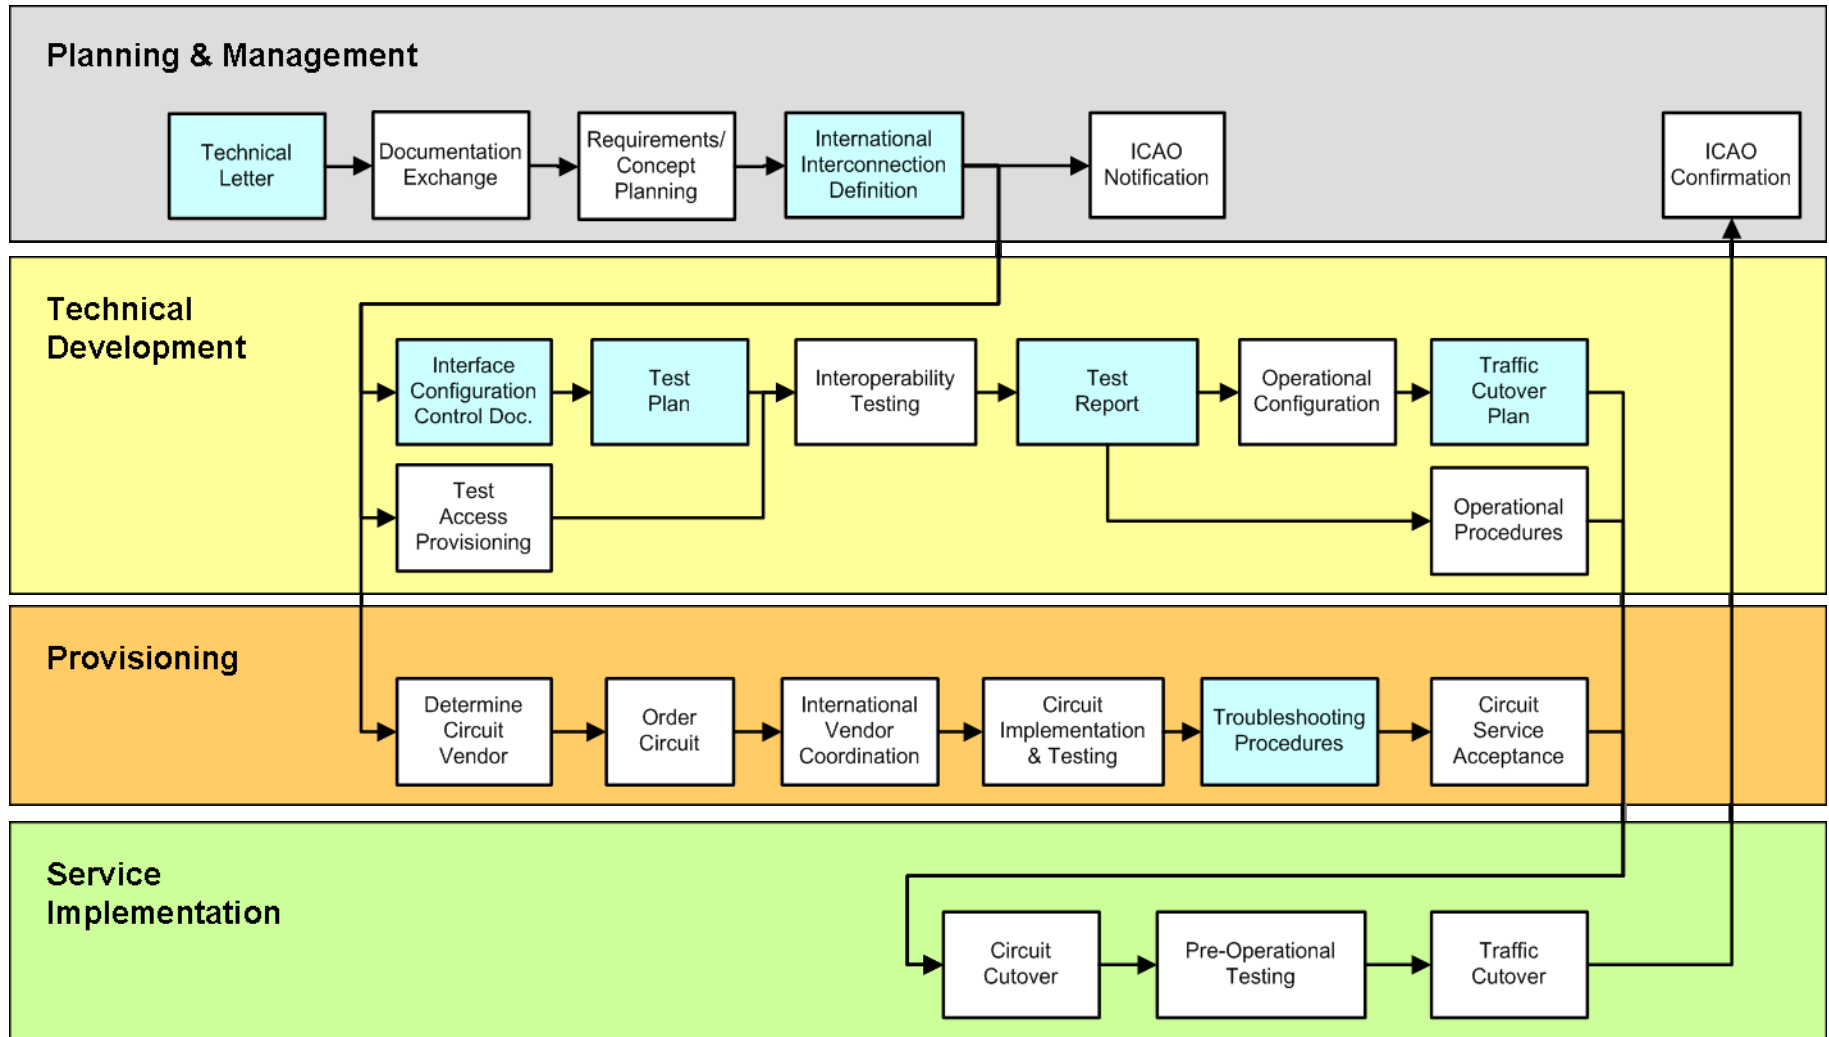 Planning & Management
Technical
Letter
Documentation
Exchange
Requirements/
Concept
Planning
International
Interconnection
Definition
ICAO
Notification
ICAO
Confirmation
Technical
Development
Interface
Configuration
Control Doc.
Test
Plan
Interoperability
Testing
Test
Report
Operational
Configuration
Traffic
Cutover
Plan
Test
Access
Provisioning
Operational
Procedures
Provisioning
Determine
Circuit
Vendor
Order
Circuit
International
Vendor
Coordination
Circuit
Implementation
& Testing
Troubleshooting
Procedures
Circuit
Service
Acceptance
Service
Implementation
Circuit
Cutover
Pre-Operational
Testing
Traffic
Cutover